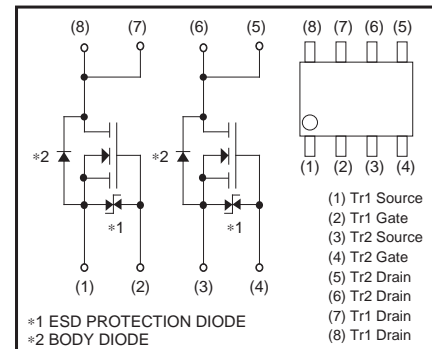 (8) (7) (6) (5)
∗2 ∗2
∗1 ∗1
(1) (2) (3) (4)
∗1 ESD PROTECTION DIODE
∗2 BODY DIODE
(8) (7) (6) (5)
(1) (2) (3) (4)
(1) Tr1 Source
(2) Tr1 Gate
(3) Tr2 Source
(4) Tr2 Gate
(5) Tr2 Drain
(6) Tr2 Drain
(7) Tr1 Drain
(8) Tr1 Drain